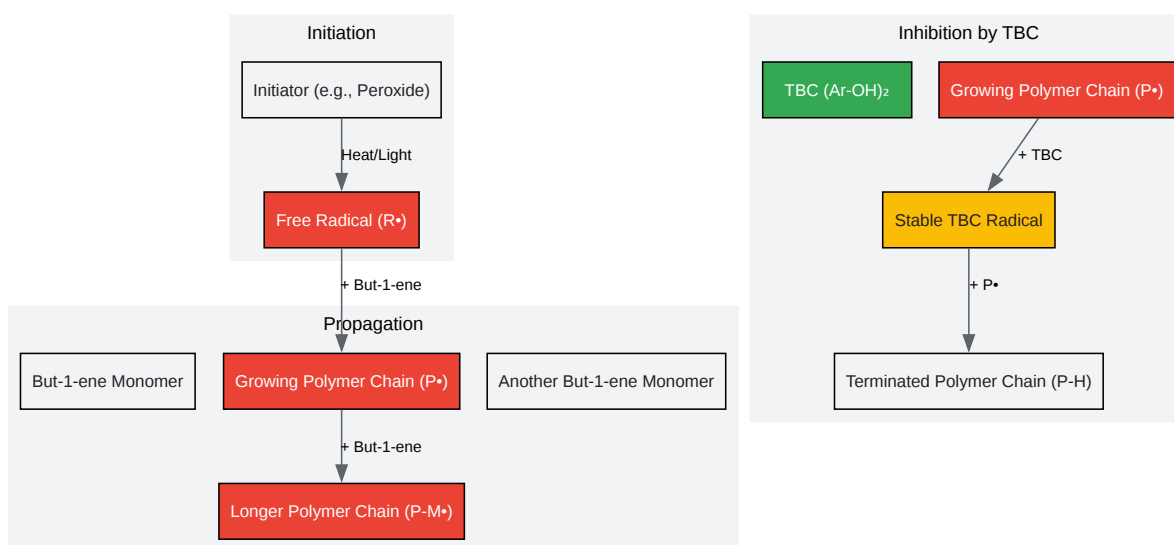 Initiation
Initiator (e.g., Peroxide)
Heat/Light
Free Radical (R•)
+ But-1-ene
Propagation
But-1-ene Monomer
Growing Polymer Chain (P•)
Another But-1-ene Monomer
+ But-1-ene
Longer Polymer Chain (P-M•)
Inhibition by TBC
TBC (Ar-OH)₂
Growing Polymer Chain (P•)
+ TBC
Stable TBC Radical
+ P•
Terminated Polymer Chain (P-H)